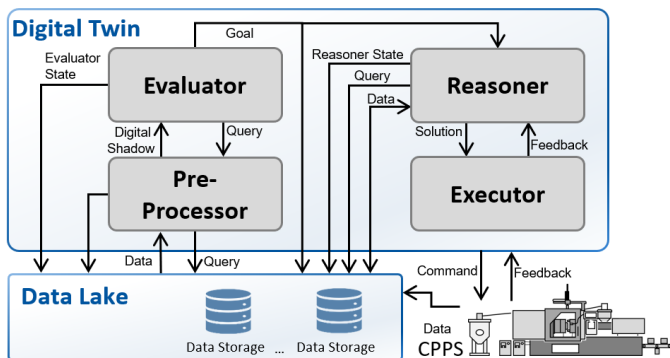 Digital Twin
Goal
Evaluator
State
Evaluator
Reasoner State
Query
Data
Reasoner
Digital
Shadow
Query
Solution
Feedback
Pre-
Processor
Executor
Data
Query
Command
Feedback
Data Lake
Data Storage
...
Data Storage
Data
CPPS